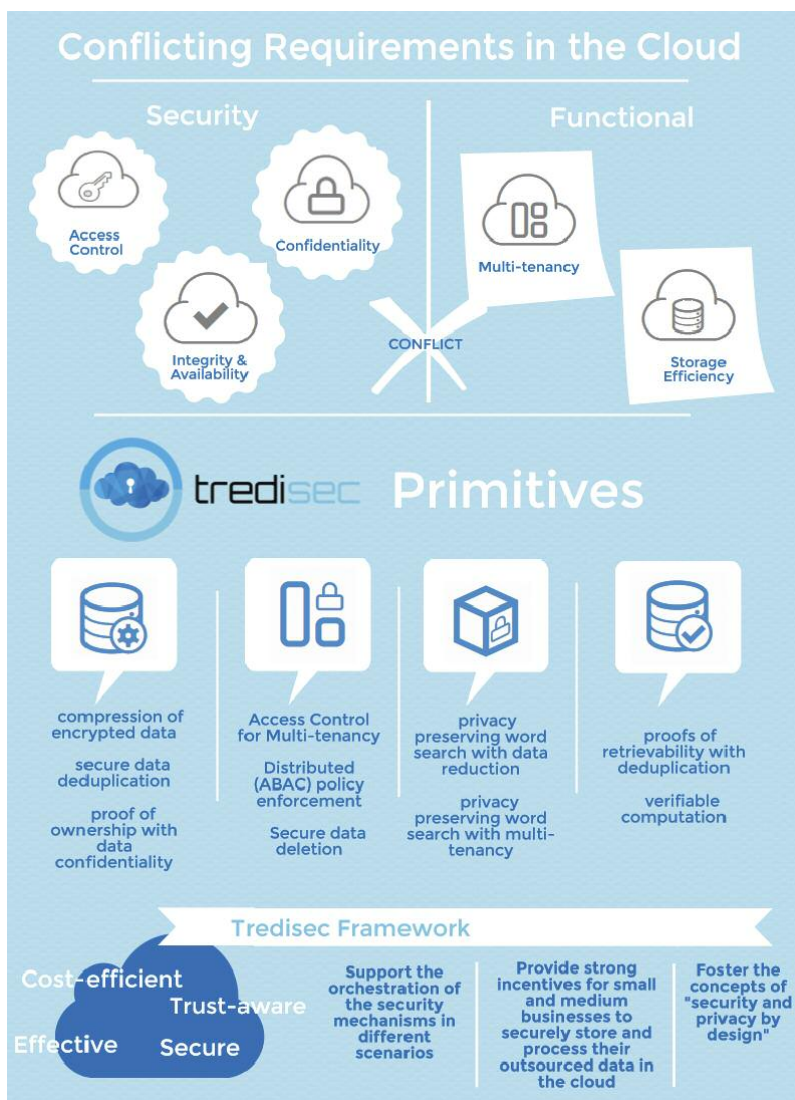 Conflicting Requirements in the Cloud
Security
Functional
Access
Control
Confidentiality
Integrity &
Availability
CONFLICT
Multi-tenancy
Storage
Efficiency
tredisec Primitives
compression of
encrypted data
secure data
deduplication
proof of
ownership with
data
confidentiality
Access Control
for Multi-tenancy
Distributed
(ABAC) policy
enforcement
Secure data
deletion
privacy
preserving word
search with data
reduction
privacy
preserving word
search with multi-
tenancy
proofs of
retrievability with
deduplication
verifiable
computation
Tredisec Framework
Cost-efficient
Trust-aware
Effective
Secure
Support the
orchestration of
the security
mechanisms in
different
scenarios
Provide strong
incentives for small
and medium
businesses to
securely store and
process their
outsourced data in
the cloud
Foster the
concepts of
"security and
privacy by
design"